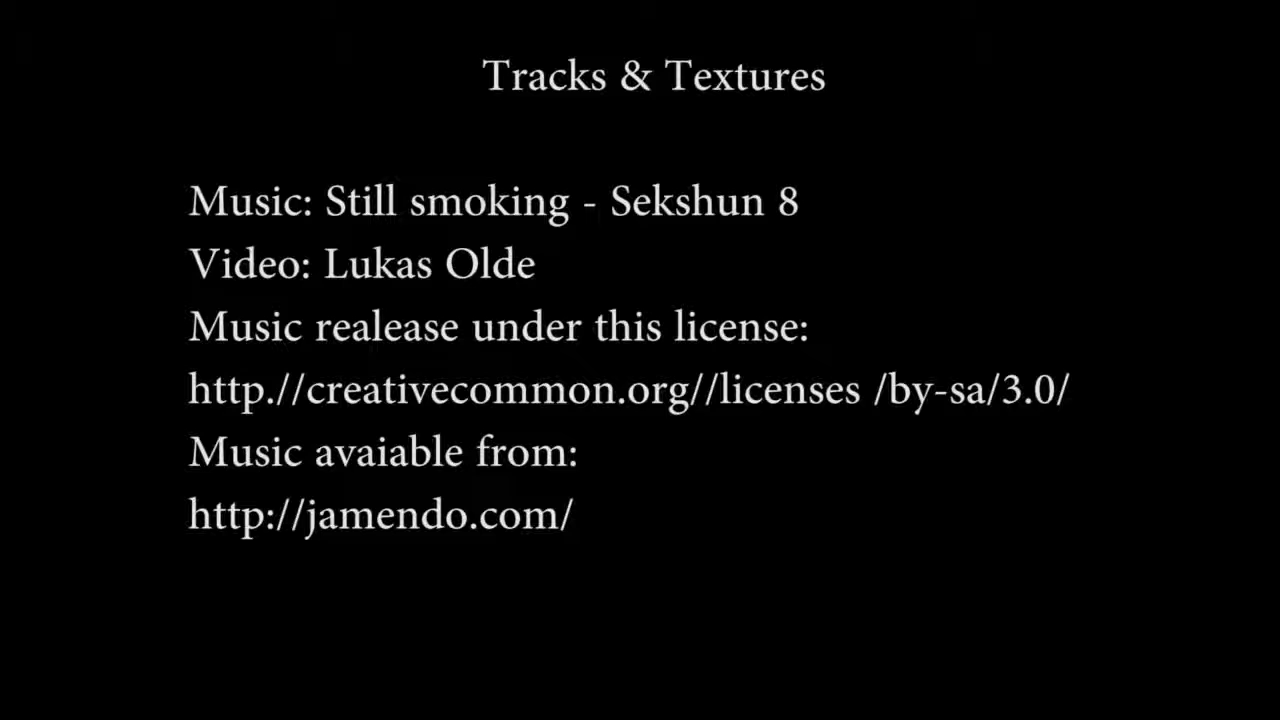 Tracks & Textures
Music: Still smoking - Sekshun 8
Video: Lukas Olde
Music realease under this license:
http.//creativecommon.org//licenses /by-sa/3.0/
Music avaiable from:
http://jamendo.com/